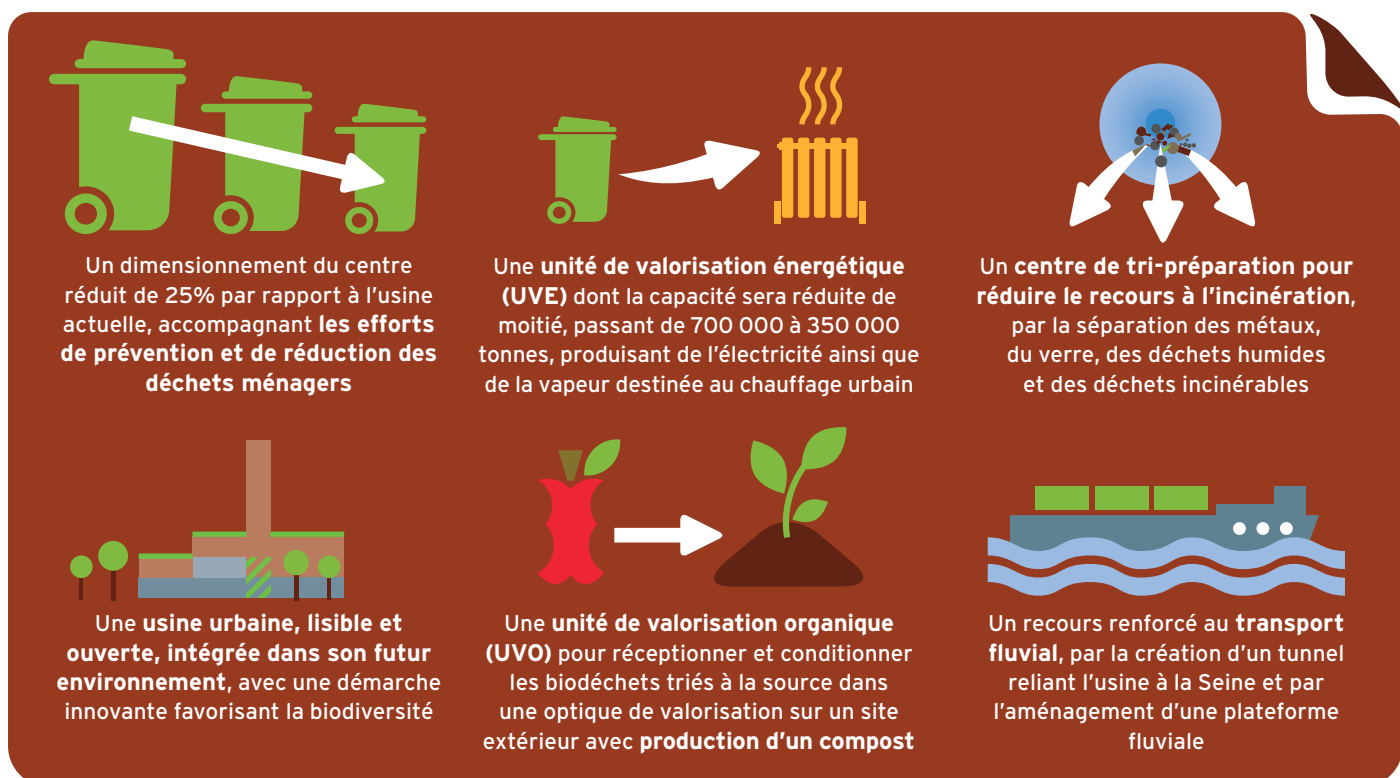 Un dimensionnement du centre
réduit de 25% par rapport à l'usine
actuelle, accompagnant les efforts
de prévention et de réduction des
déchets ménagers
Une unité de valorisation énergétique
(UVE) dont la capacité sera réduite de
moitié, passant de 700 000 à 350 000
tonnes, produisant de l'électricité ainsi que
de la vapeur destinée au chauffage urbain
Un centre de tri-préparation pour
réduire le recours à l'incinération,
par la séparation des métaux,
du verre, des déchets humides
et des déchets incinérables
Une usine urbaine, lisible et
ouverte, intégrée dans son futur
environnement, avec une démarche
innovante favorisant la biodiversité
Une unité de valorisation organique
(UVO) pour réceptionner et conditionner
les biodéchets triés à la source dans
une optique de valorisation sur un site
extérieur avec production d'un compost
Un recours renforcé au transport
fluvial, par la création d'un tunnel
reliant l'usine à la Seine et par
l'aménagement d'une plateforme
fluviale